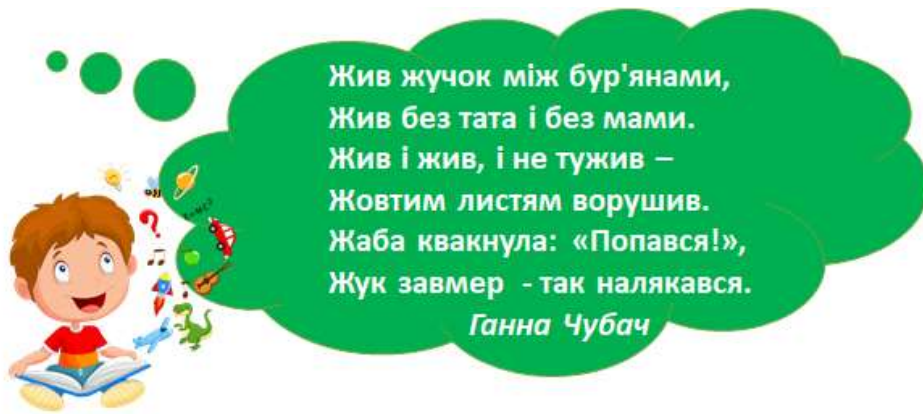 Жив жучок між бур'янами,
Жив без тата і без мами.
Жив і жив, і не тужив –
Жовтим листям ворушив.
Жаба квакнула: «Попався!»,
Жук завмер - так налякався.
Ганна Чубач